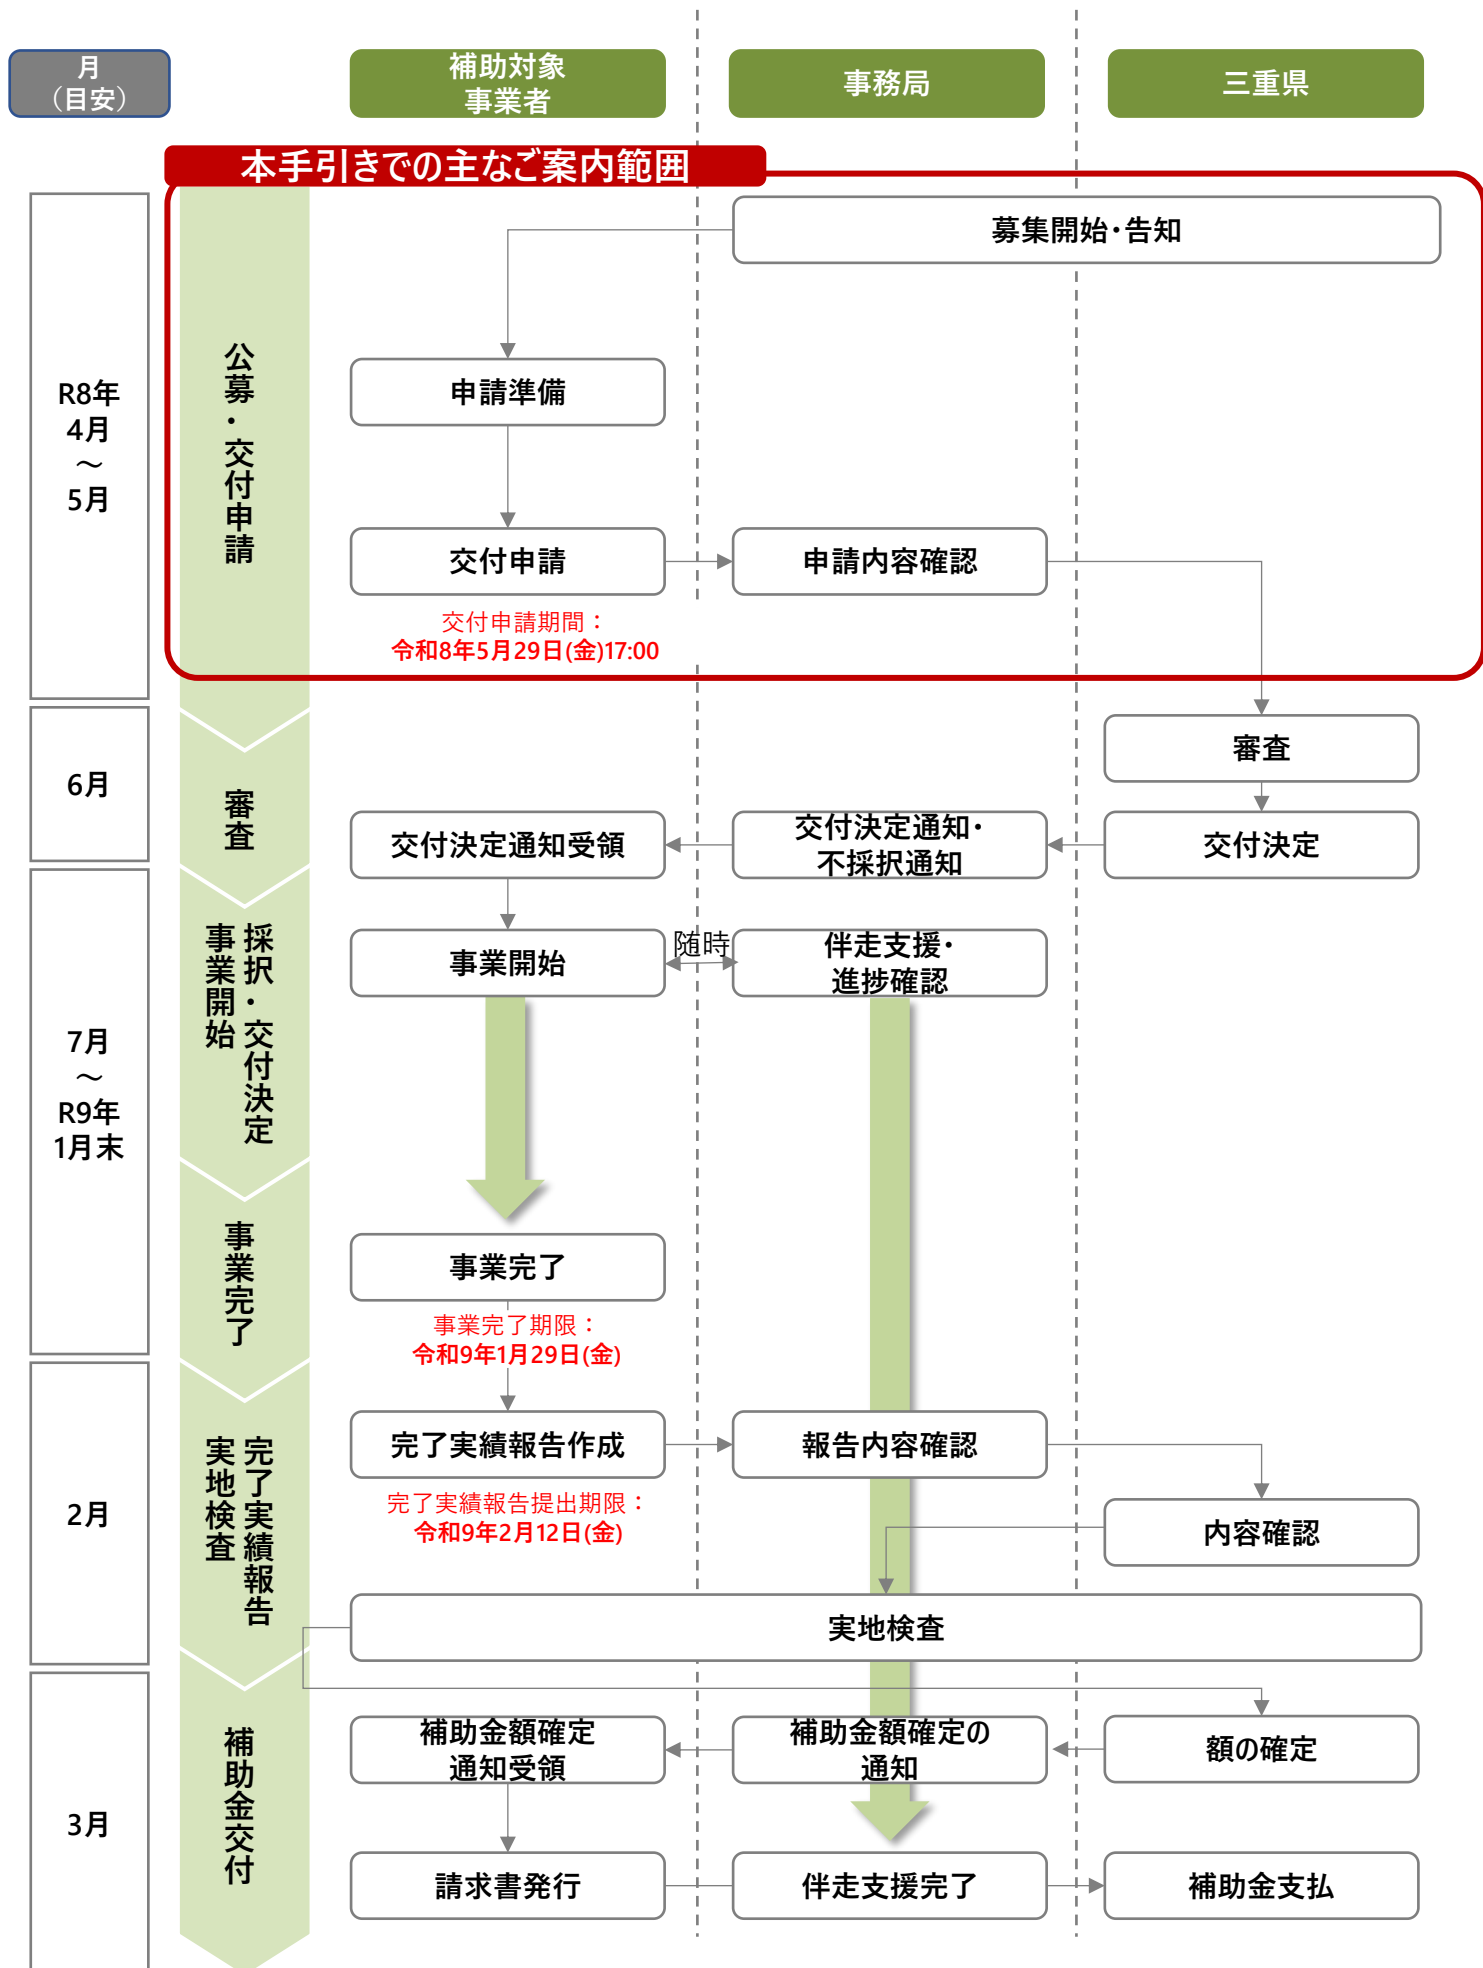 月
（目安）
補助対象
事業者
事務局
三重県
本手引きでの主なご案内範囲
R8年
4月
～
5月
公募・交付申請
募集開始・告知
申請準備
交付申請
申請内容確認
交付申請期間：
令和8年5月29日(金)17:00
6月
審査
審査
交付決定通知受領
交付決定通知・
不採択通知
交付決定
7月
～
R9年
1月末
採択・交付決定
事業開始
事業開始
随時
伴走支援・
進捗確認
事業完了
事業完了
事業完了期限：
令和9年1月29日(金)
2月
完了実績報告
実地検査
完了実績報告作成
報告内容確認
完了実績報告提出期限：
令和9年2月12日(金)
内容確認
実地検査
3月
補助金交付
補助金額確定
通知受領
補助金額確定の
通知
額の確定
請求書発行
伴走支援完了
補助金支払